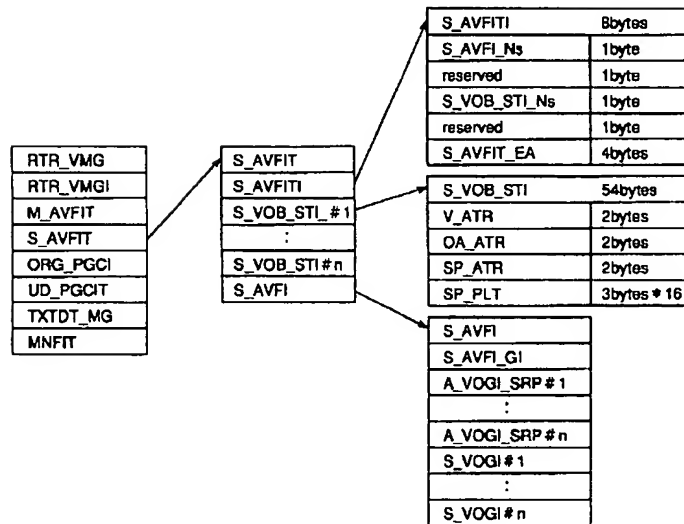 RTR_VMG
RTR_VMGI
M_AVFIT
S_AVFIT
ORG_PGCI
UD_PGCIT
TXTDT_MG
MNFIT
S_AVFIT
S_AVFITI
S_VOB_STI_#1
:
S_VOB_STI#n
S_AVFI
S_AVFITI 8bytes
S_AVFI_Ns 1byte
reserved 1byte
S_VOB_STI_Ns 1byte
reserved 1byte
S_AVFIT_EA 4bytes
S_VOB_STI 54bytes
V_ATR 2bytes
OA_ATR 2bytes
SP_ATR 2bytes
SP_PLT 3bytes*16
S_AVFI
S_AVFI_GI
A_VOGI_SRP#1
:
A_VOGI_SRP#n
S_VOGI#1
:
S_VOGI#n